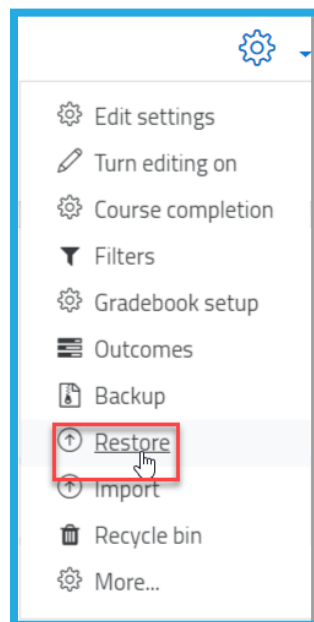 Edit settings
Turn editing on
Course completion
Filters
Gradebook setup
Outcomes
Backup
Restore
Import
Recycle bin
More...